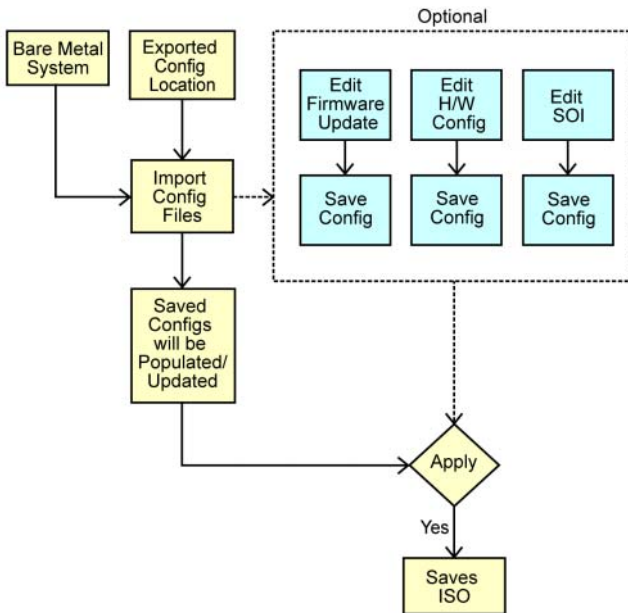 Optional
Bare Metal
System
Exported
Config
Location
Edit
Firmware
Update
Edit
H/W
Config
Edit
SOI
Import
Config
Files
Save
Config
Save
Config
Save
Config
Saved
Configs
will be
Populated/
Updated
Apply
Yes
Saves
ISO